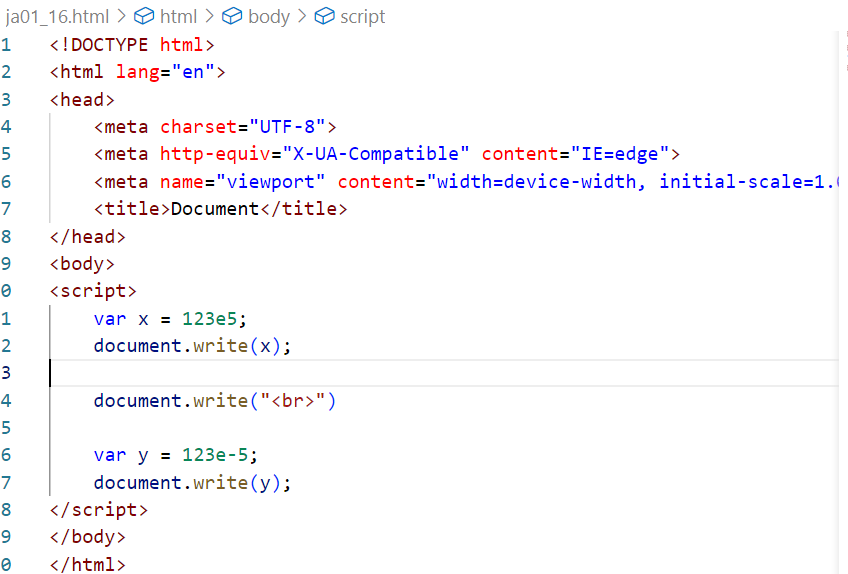 ja01_16.html > html > body > script
1 <!DOCTYPE html>
2 <html lang="en">
3 <head>
4 <meta charset="UTF-8">
5 <meta http-equiv="X-UA-Compatible" content="IE=edge">
6 <meta name="viewport" content="width=device-width, initial-scale=1.0
7 <title>Document</title>
8 </head>
9 <body>
0 <script>
1 var x = 123e5;
2 document.write(x);
3
4 document.write("<br>")
5
6 var y = 123e-5;
7 document.write(y);
8 </script>
9 </body>
0 </html>